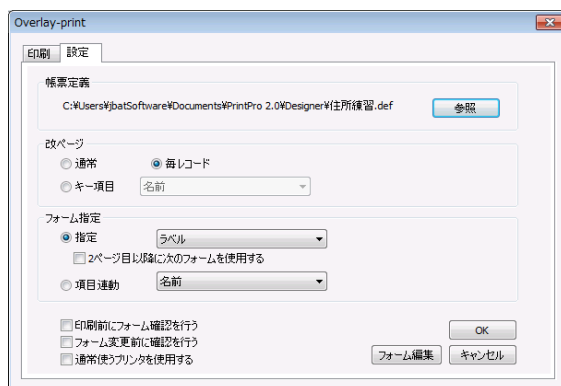 Overlay-print
印刷 設定
帳票定義
C:¥Users¥jbatSoftware¥Documents¥PrintPro 2.0¥Designer¥住所練習.def 参照
改ページ
通常 毎レコード
キー項目 名前
フォーム指定
指定 ラベル
2ページ目以降に次のフォームを使用する
項目連動 名前
印刷前にフォーム確認を行う
フォーム変更前に確認を行う
通常使うプリンタを使用する
OK
フォーム編集 キャンセル